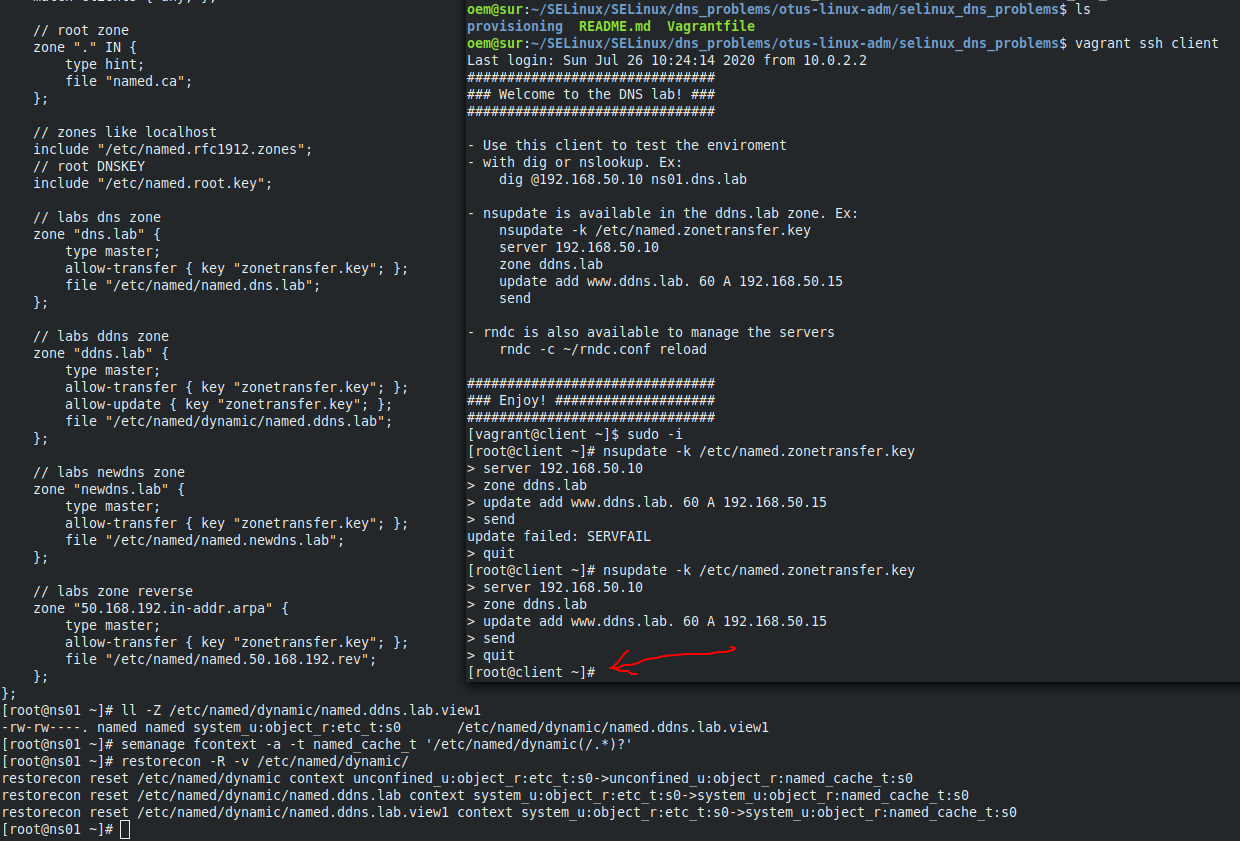 // root zone
    zone "." IN {
        type hint;
        file "named.ca";
    };

    // zones like localhost
    include "/etc/named.rfc1912.zones";
    // root DNSKEY
    include "/etc/named.root.key";

    // labs dns zone
    zone "dns.lab" {
        type master;
        allow-transfer { key "zonetransfer.key"; };
        file "/etc/named/named.dns.lab";
    };

    // labs ddns zone
    zone "ddns.lab" {
        type master;
        allow-transfer { key "zonetransfer.key"; };
        allow-update { key "zonetransfer.key"; };
        file "/etc/named/dynamic/named.ddns.lab";
    };

    // labs newdns zone
    zone "newdns.lab" {
        type master;
        allow-transfer { key "zonetransfer.key"; };
        file "/etc/named/named.newdns.lab";
    };

    // labs zone reverse
    zone "50.168.192.in-addr.arpa" {
        type master;
        allow-transfer { key "zonetransfer.key"; };
        file "/etc/named/named.50.168.192.rev";
    };
};
[root@ns01 ~]# ll -Z /etc/named/dynamic/named.ddns.lab.view1
-rw-rw----. named named system_u:object_r:etc_t:s0       /etc/named/dynamic/named.ddns.lab.view1
[root@ns01 ~]# semanage fcontext -a -t named_cache_t '/etc/named/dynamic(/.*)?'
[root@ns01 ~]# restorecon -R -v /etc/named/dynamic/
restorecon reset /etc/named/dynamic context unconfined_u:object_r:etc_t:s0->unconfined_u:object_r:named_cache_t:s0
restorecon reset /etc/named/dynamic/named.ddns.lab context system_u:object_r:etc_t:s0->system_u:object_r:named_cache_t:s0
restorecon reset /etc/named/dynamic/named.ddns.lab.view1 context system_u:object_r:etc_t:s0->system_u:object_r:named_cache_t:s0
[root@ns01 ~]#
oem@sur:~/SELinux/SELinux/dns_problems/otus-linux-adm/selinux_dns_problems$ ls
provisioning  README.md  Vagrantfile
oem@sur:~/SELinux/SELinux/dns_problems/otus-linux-adm/selinux_dns_problems$ vagrant ssh client
Last login: Sun Jul 26 10:24:14 2020 from 10.0.2.2
###############################
### Welcome to the DNS lab! ###
###############################

- Use this client to test the enviroment
- with dig or nslookup. Ex:
    dig @192.168.50.10 ns01.dns.lab

- nsupdate is available in the ddns.lab zone. Ex:
    nsupdate -k /etc/named.zonetransfer.key
    server 192.168.50.10
    zone ddns.lab
    update add www.ddns.lab. 60 A 192.168.50.15
    send

- rndc is also available to manage the servers
    rndc -c ~/rndc.conf reload

###############################
### Enjoy! ####################
###############################
[vagrant@client ~]$ sudo -i
[root@client ~]# nsupdate -k /etc/named.zonetransfer.key
> server 192.168.50.10
> zone ddns.lab
> update add www.ddns.lab. 60 A 192.168.50.15
> send
update failed: SERVFAIL
> quit
[root@client ~]# nsupdate -k /etc/named.zonetransfer.key
> server 192.168.50.10
> zone ddns.lab
> update add www.ddns.lab. 60 A 192.168.50.15
> send
> quit
[root@client ~]#